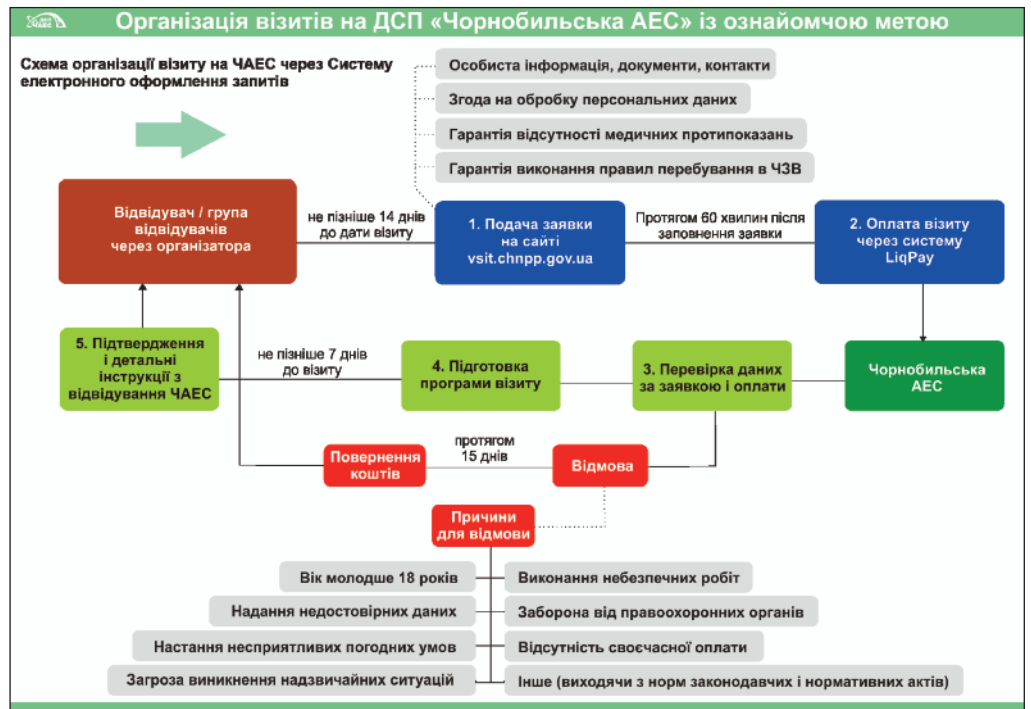 Організація візитів на ДСП «Чорнобильська АЕС» із ознайомчою метою
Схема організації візиту на ЧАЕС через Систему
електронного оформлення запитів
Особиста інформація, документи, контакти
Згода на обробку персональних даних
Гарантія відсутності медичних протипоказань
Гарантія виконання правил перебування в ЧЗВ
Відвідувач / група
відвідувачів
через організатора
не пізніше 14 днів
до дати візиту
1. Подача заявки
на сайті
vsit.chnpp.gov.ua
Протягом 60 хвилин після
заповнення заявки
2. Оплата візиту
через систему
LiqPay
5. Підтвердження
і детальні
інструкції з
відвідування ЧАЕС
не пізніше 7 днів
до візиту
4. Підготовка
програми візиту
3. Перевірка даних
за заявкою і оплати
Чорнобильська
АЕС
Повернення
коштів
протягом
15 днів
Відмова
Причини
для відмови
Вік молодше 18 років
Виконання небезпечних робіт
Надання недостовірних даних
Заборона від правоохоронних органів
Настання несприятливих погодних умов
Відсутність своєчасної оплати
Загроза виникнення надзвичайних ситуацій
Інше (виходячи з норм законодавчих і нормативних актів)